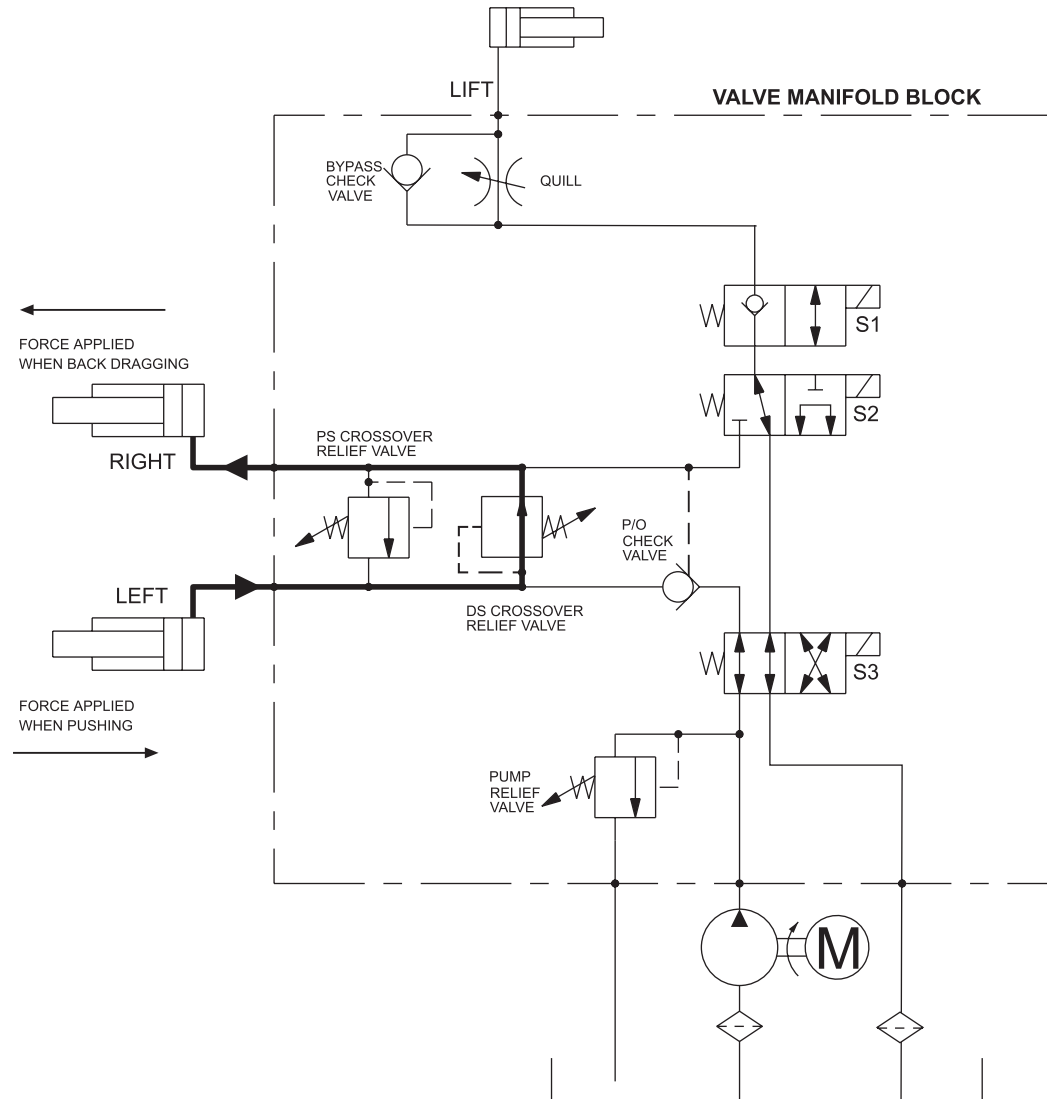 LIFT
VALVE MANIFOLD BLOCK
BYPASS
CHECK
VALVE
QUILL
S1
FORCE APPLIED
WHEN BACK DRAGGING
S2
PS CROSSOVER
RELIEF VALVE
RIGHT
P/O
CHECK
VALVE
LEFT
DS CROSSOVER
RELIEF VALVE
S3
FORCE APPLIED
WHEN PUSHING
PUMP
RELIEF
VALVE
M